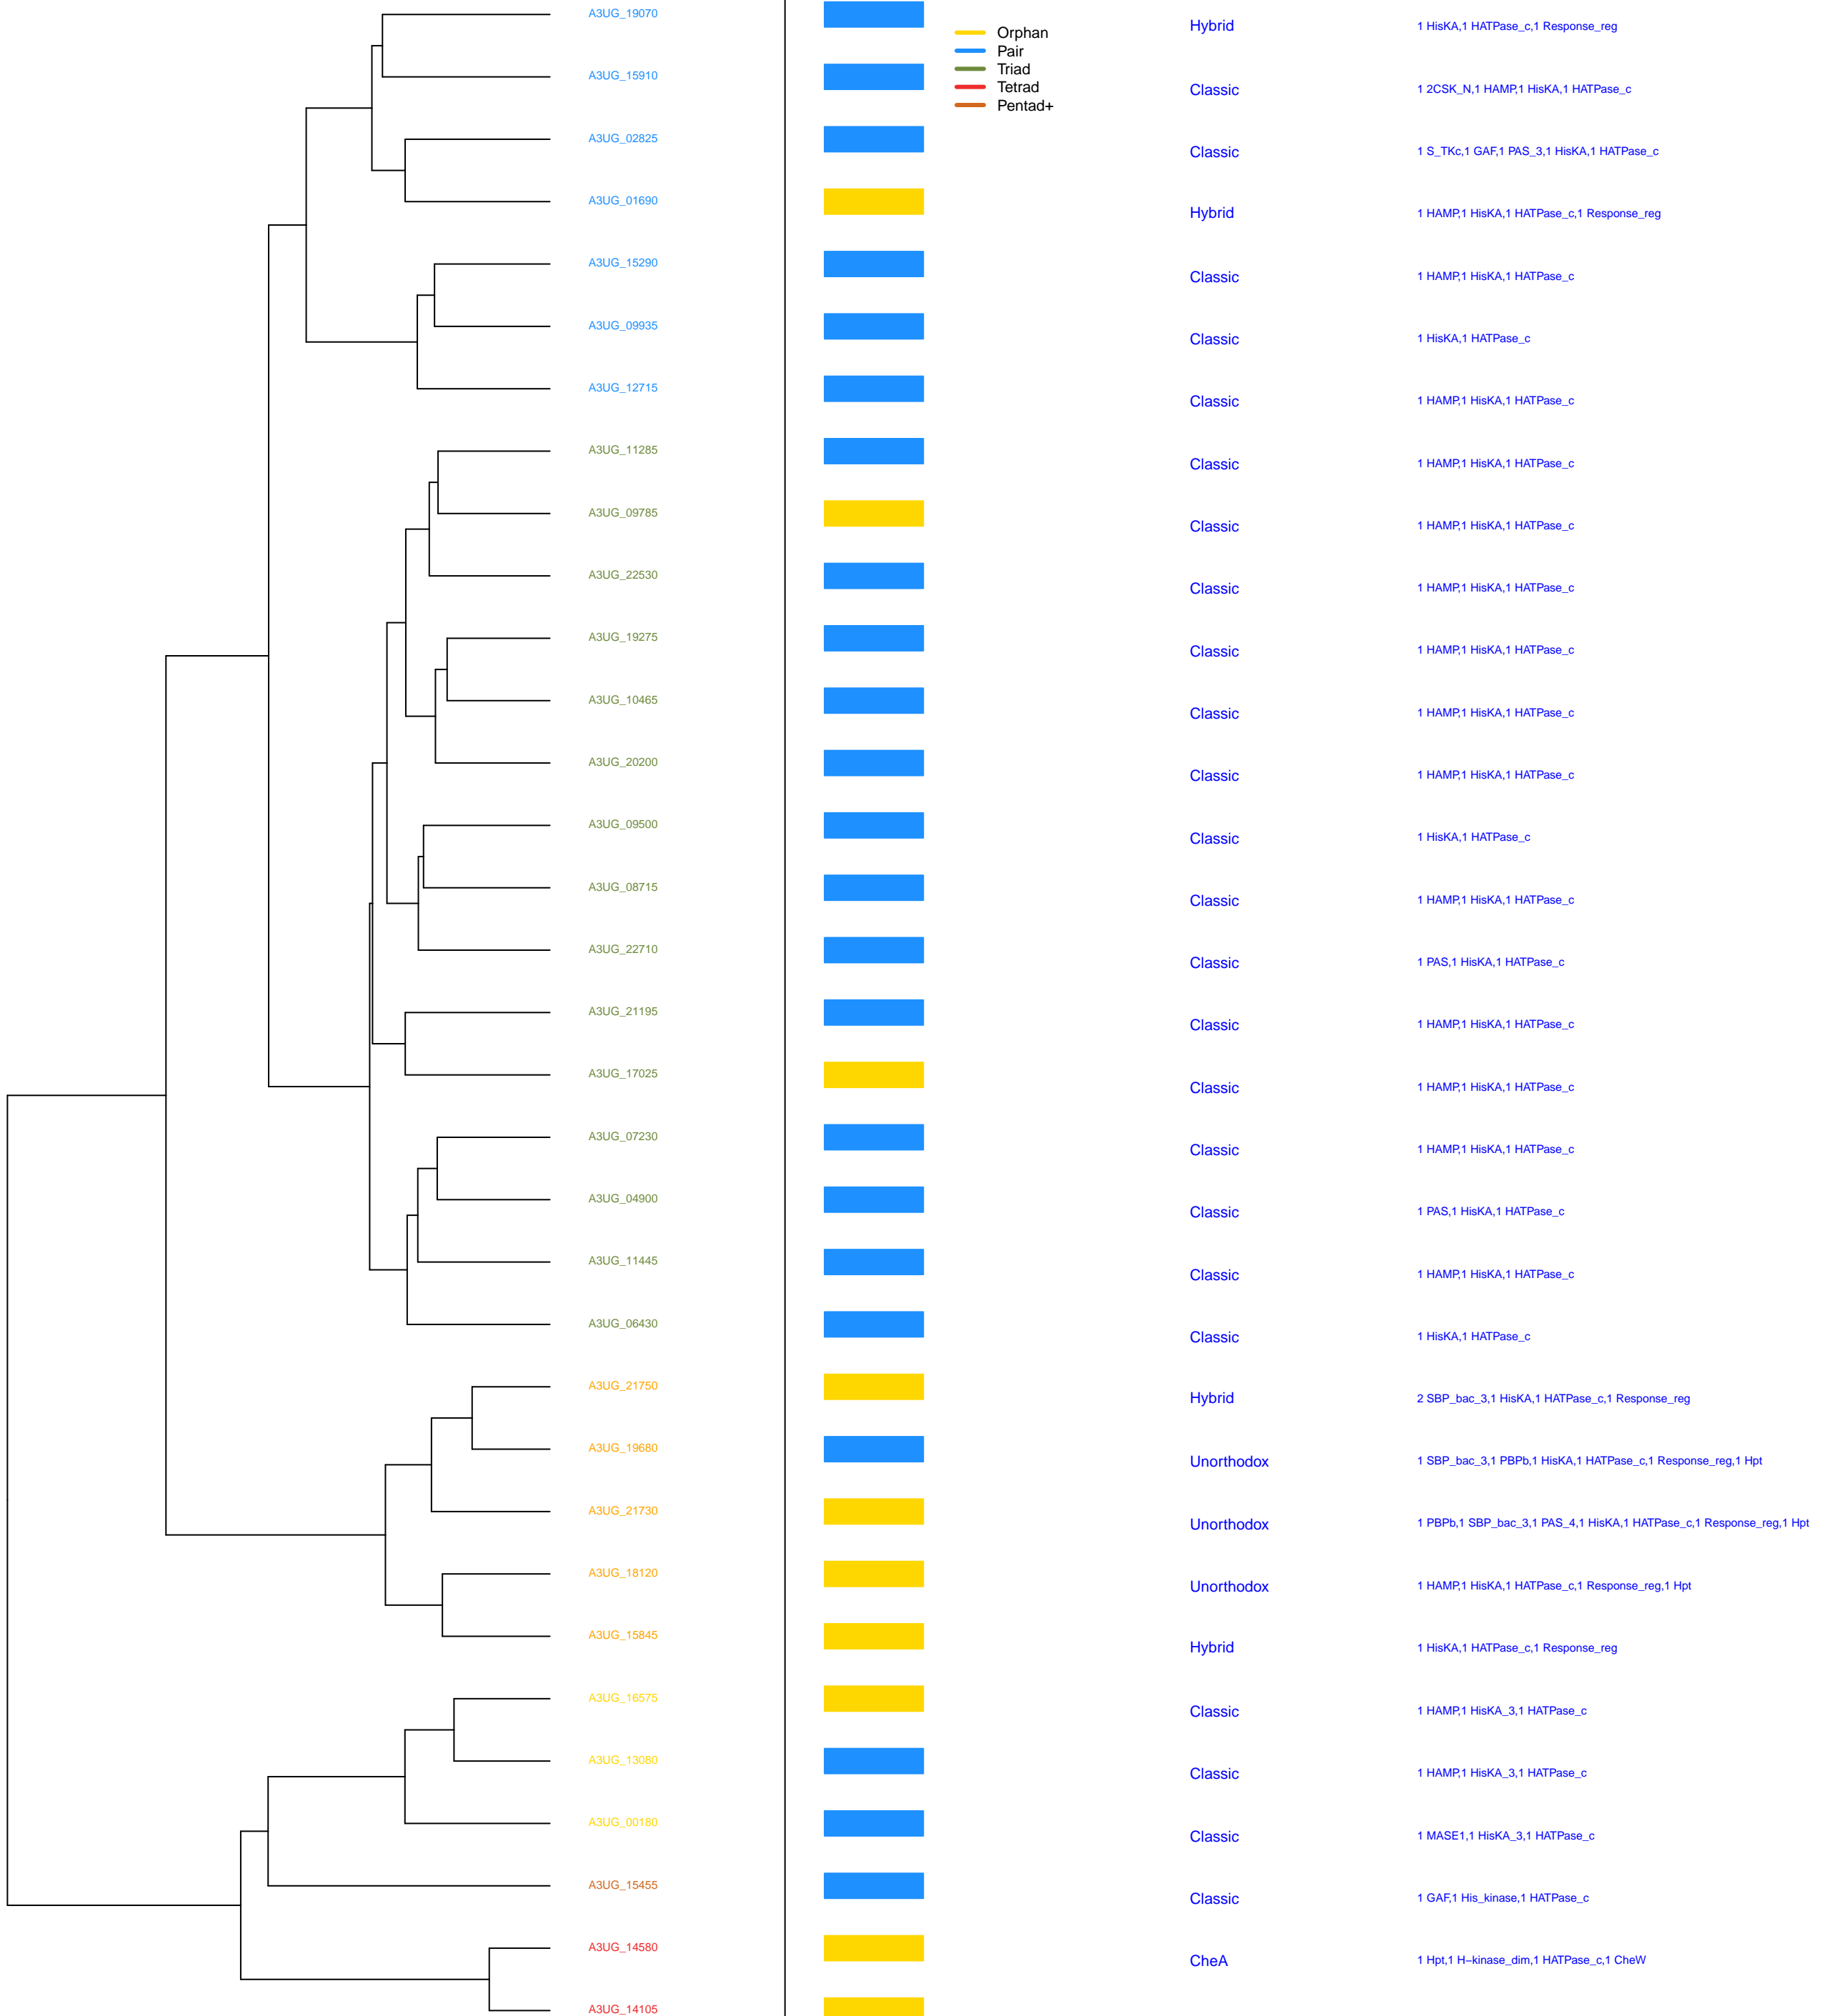 A3UG_19070
Orphan
Pair
Triad
Tetrad
Pentad+
Hybrid 1 HisKA,1 HATPase_c,1 Response_reg
A3UG_15910
Classic 1 2CSK_N,1 HAMP,1 HisKA,1 HATPase_c
A3UG_02825
Classic 1 S_TKc,1 GAF,1 PAS_3,1 HisKA,1 HATPase_c
A3UG_01690
Hybrid 1 HAMP,1 HisKA,1 HATPase_c,1 Response_reg
A3UG_15290
Classic 1 HAMP,1 HisKA,1 HATPase_c
A3UG_09935
Classic 1 HisKA,1 HATPase_c
A3UG_12715
Classic 1 HAMP,1 HisKA,1 HATPase_c
A3UG_11285
Classic 1 HAMP,1 HisKA,1 HATPase_c
A3UG_09785
Classic 1 HAMP,1 HisKA,1 HATPase_c
A3UG_22530
Classic 1 HAMP,1 HisKA,1 HATPase_c
A3UG_19275
Classic 1 HAMP,1 HisKA,1 HATPase_c
A3UG_10465
Classic 1 HAMP,1 HisKA,1 HATPase_c
A3UG_20200
Classic 1 HAMP,1 HisKA,1 HATPase_c
A3UG_09500
Classic 1 HisKA,1 HATPase_c
A3UG_08715
Classic 1 HAMP,1 HisKA,1 HATPase_c
A3UG_22710
Classic 1 PAS,1 HisKA,1 HATPase_c
A3UG_21195
Classic 1 HAMP,1 HisKA,1 HATPase_c
A3UG_17025
Classic 1 HAMP,1 HisKA,1 HATPase_c
A3UG_07230
Classic 1 HAMP,1 HisKA,1 HATPase_c
A3UG_04900
Classic 1 PAS,1 HisKA,1 HATPase_c
A3UG_11445
Classic 1 HAMP,1 HisKA,1 HATPase_c
A3UG_06430
Classic 1 HisKA,1 HATPase_c
A3UG_21750
Hybrid 2 SBP_bac_3,1 HisKA,1 HATPase_c,1 Response_reg
A3UG_19680
Unorthodox 1 SBP_bac_3,1 PBPb,1 HisKA,1 HATPase_c,1 Response_reg,1 Hpt
A3UG_21730
Unorthodox 1 PBPb,1 SBP_bac_3,1 PAS_4,1 HisKA,1 HATPase_c,1 Response_reg,1 Hpt
A3UG_18120
Unorthodox 1 HAMP,1 HisKA,1 HATPase_c,1 Response_reg,1 Hpt
A3UG_15845
Hybrid 1 HisKA,1 HATPase_c,1 Response_reg
A3UG_16575
Classic 1 HAMP,1 HisKA_3,1 HATPase_c
A3UG_13080
Classic 1 HAMP,1 HisKA_3,1 HATPase_c
A3UG_00180
Classic 1 MASE1,1 HisKA_3,1 HATPase_c
A3UG_15455
Classic 1 GAF,1 His_kinase,1 HATPase_c
A3UG_14580
CheA 1 Hpt,1 H−kinase_dim,1 HATPase_c,1 CheW
A3UG_14105